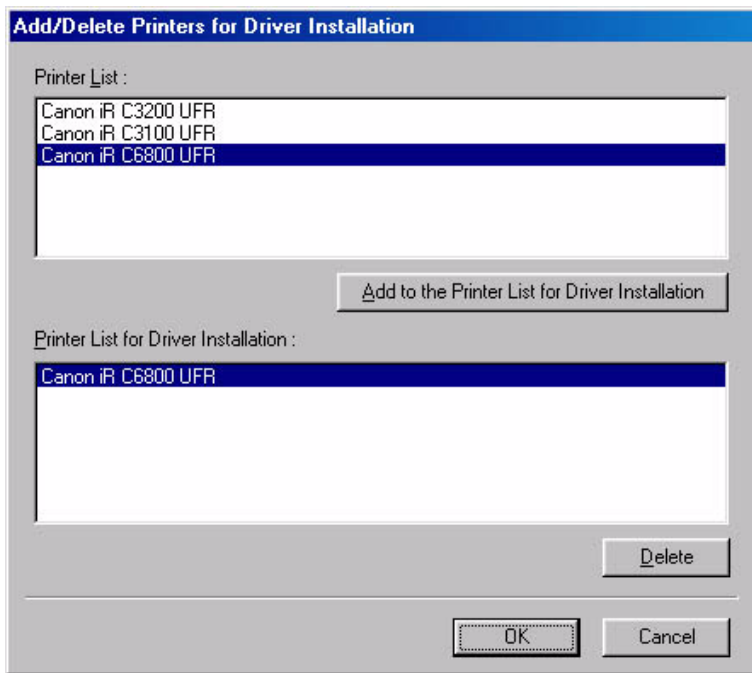 Add/Delete Printers for Driver Installation
Printer List :
Canon iR C3200 UFR
Canon iR C3100 UFR
Canon iR C6800 UFR
Add to the Printer List for Driver Installation
Printer List for Driver Installation :
Canon iR C6800 UFR
Delete
OK
Cancel